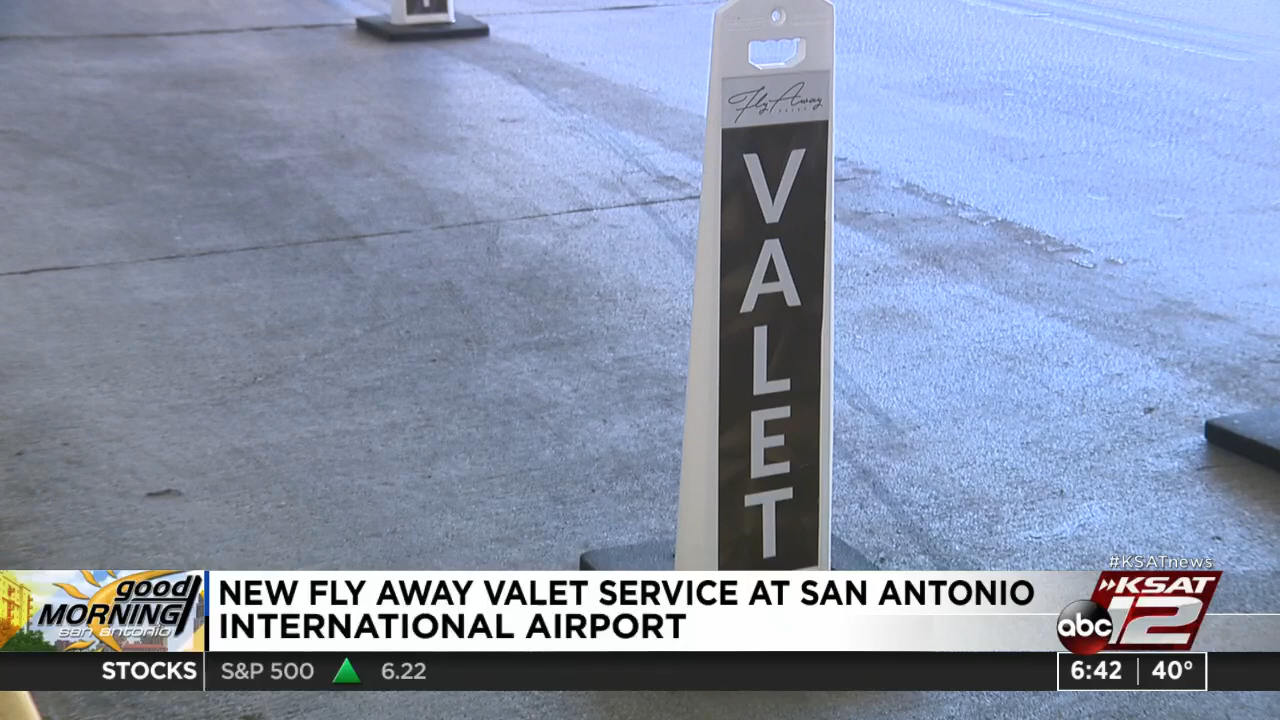 Fly Away
VALET
#KSATnews
good
MORNING
san antonio
NEW FLY AWAY VALET SERVICE AT SAN ANTONIO
INTERNATIONAL AIRPORT
KSAT
abc 12
STOCKS S&P 500 6.22
6:42 40°